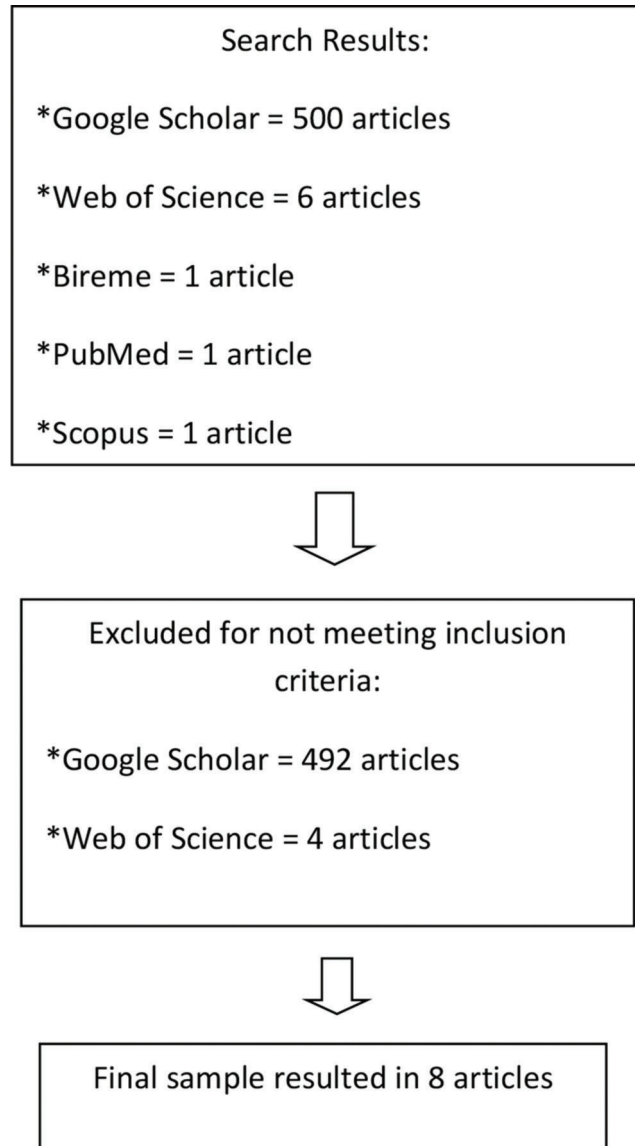 Search Results:
*Google Scholar = 500 articles
*Web of Science = 6 articles
*Bireme = 1 article
*PubMed = 1 article
*Scopus = 1 article
Excluded for not meeting inclusion
criteria:
*Google Scholar = 492 articles
*Web of Science = 4 articles
Final sample resulted in 8 articles